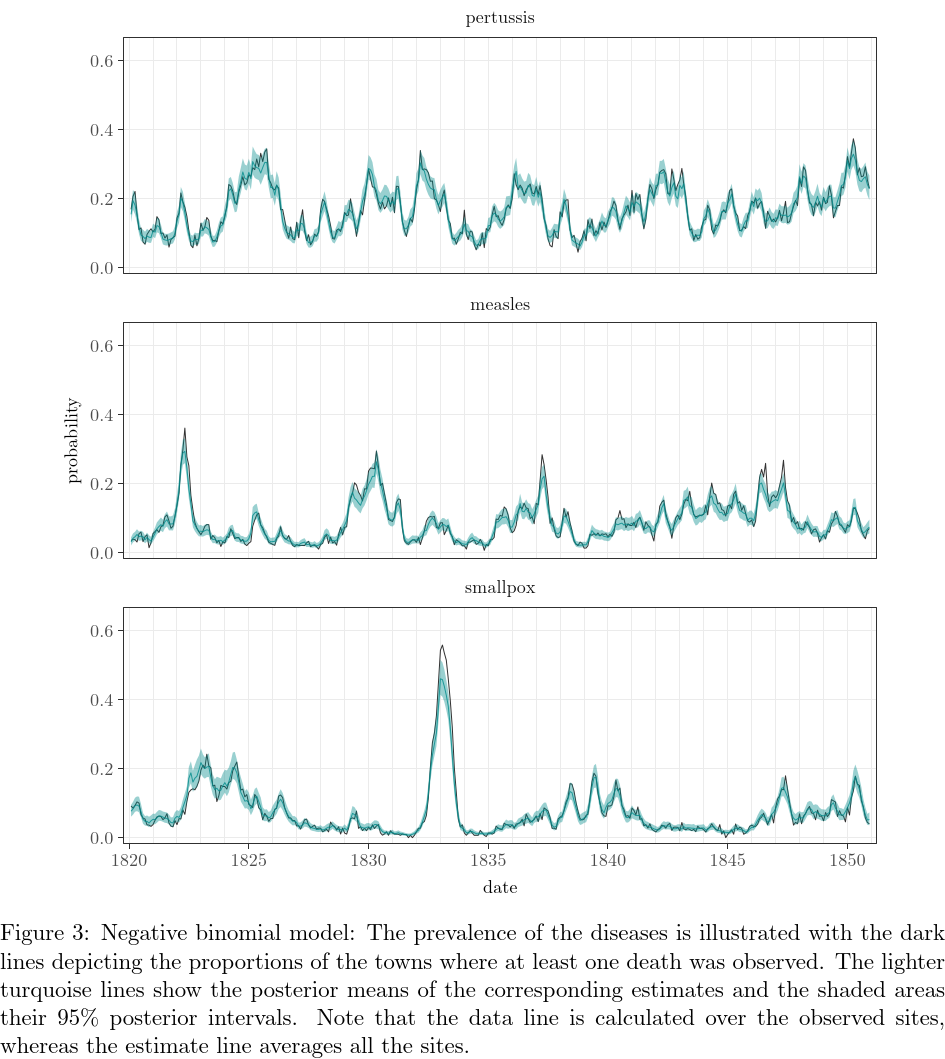 pertussis
0.6
0.4
0.2
0.0
measles
0.6
0.4
0.2
0.0
probability
smallpox
0.6
0.4
0.2
0.0
1820 1825 1830 1835 1840 1845 1850
date
Figure 3: Negative binomial model: The prevalence of the diseases is illustrated with the dark
lines depicting the proportions of the towns where at least one death was observed. The lighter
turquoise lines show the posterior means of the corresponding estimates and the shaded areas
their 95% posterior intervals. Note that the data line is calculated over the observed sites,
whereas the estimate line averages all the sites.